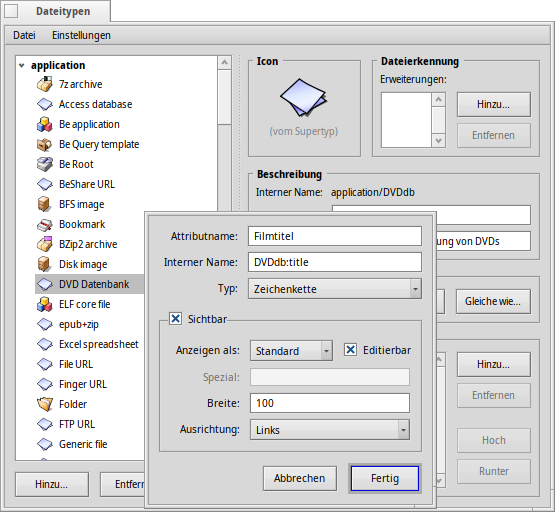 Dateitypen
Datei Einstellungen
application
7z archive
Access database
Be application
Be Query template
Be Root
BeShare URL
BFS image
Bookmark
BZip2 archive
Disk image
DVD Datenbank
ELF core file
epub+zip
Excel spreadsheet
File URL
Finger URL
Folder
FTP URL
Generic file
Hinzu...
Icon
(vom Supertyp)
Dateierkennung
Erweiterungen:
Hinzu...
Entfernen
Beschreibung
Interner Name: application/DVDdb
ung von DVDs
Gleiche wie...
Hinzu...
Entfernen
Hoch
Runter
Attributname: Filmtitel
Interner Name: DVDdb:title
Typ: Zeichenkette
Sichtbar
Anzeigen als: Standard Editierbar
Spezial:
Breite: 100
Ausrichtung: Links
Abbrechen Fertig